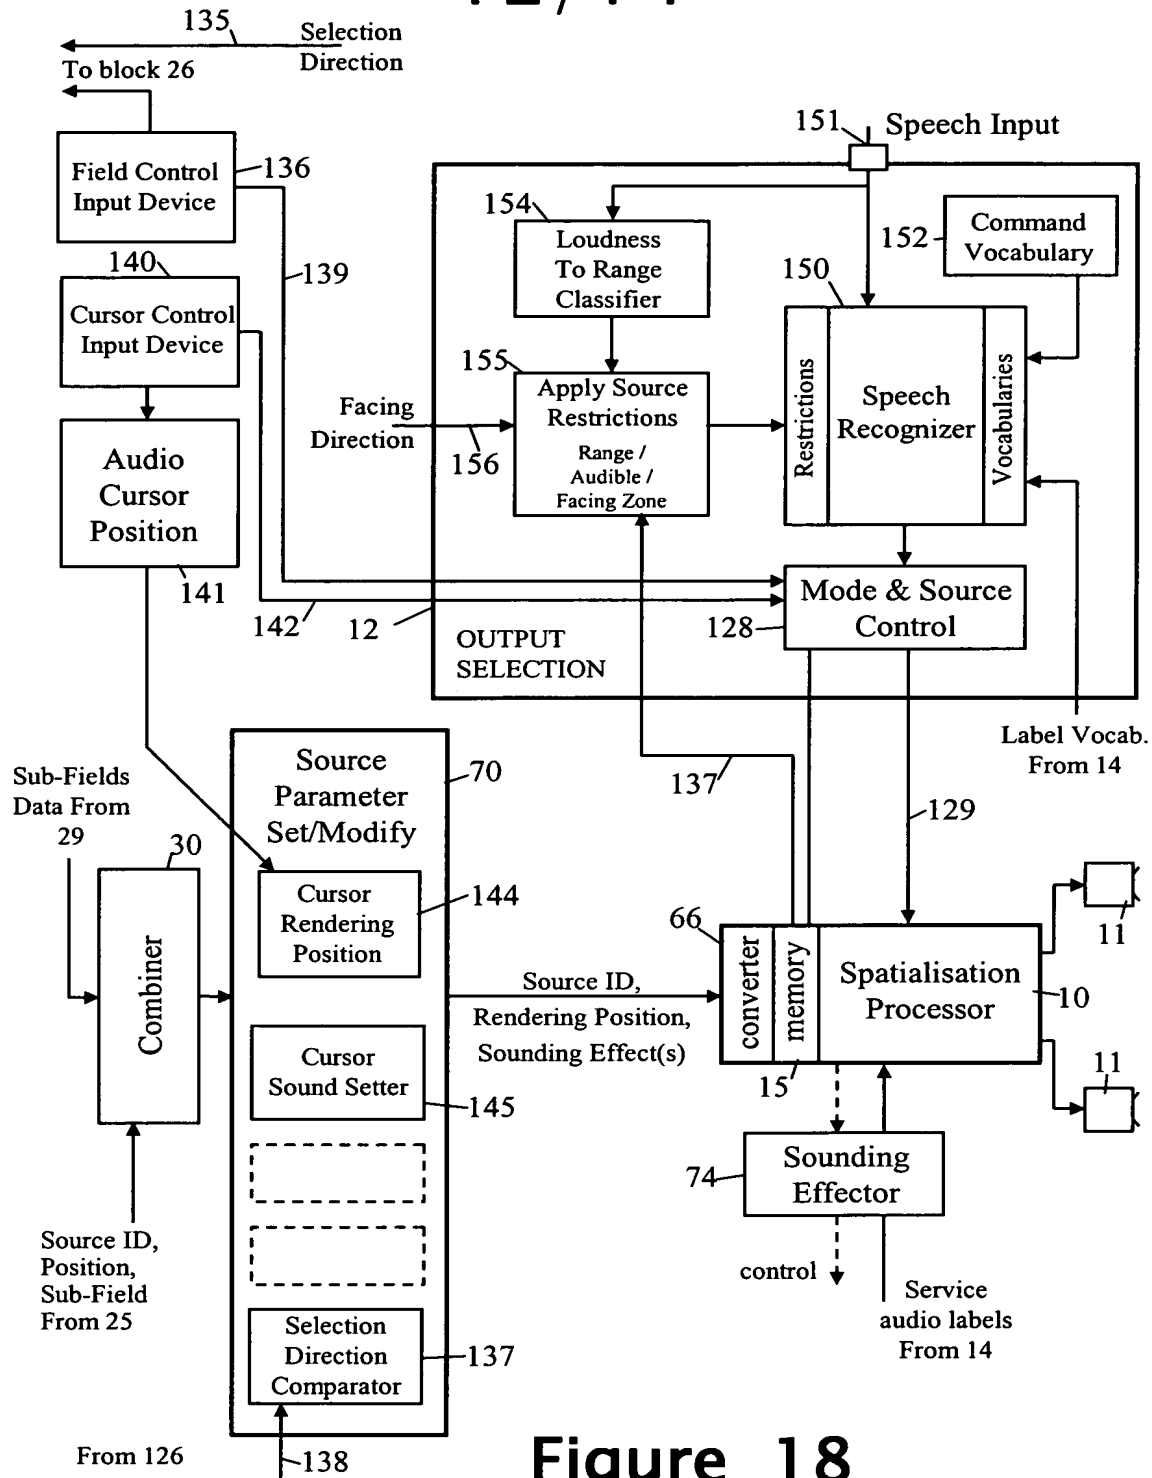 135
Selection
Direction
To block 26
151
Speech Input
Field Control
Input Device
136
154
Loudness
To Range
Classifier
152
Command
Vocabulary
140
139
150
Cursor Control
Input Device
155
Apply Source
Restrictions
Range /
Audible /
Facing Zone
Restrictions
Speech
Recognizer
Vocabularies
Facing
Direction
156
Audio
Cursor
Position
141
142
12
128
Mode & Source
Control
OUTPUT
SELECTION
Label Vocab.
From 14
Source
Parameter
Set/Modify
70
137
129
Sub-Fields
Data From
29
30
Combiner
Cursor
Rendering
Position
144
66
converter
memory
Spatialisation
Processor
10
11
Source ID,
Rendering Position,
Sounding Effect(s)
Cursor
Sound Setter
145
15
11
74
Sounding
Effector
control
Service
audio labels
From 14
Source ID,
Position,
Sub-Field
From 25
Selection
Direction
Comparator
137
From 126
138
Figure 18